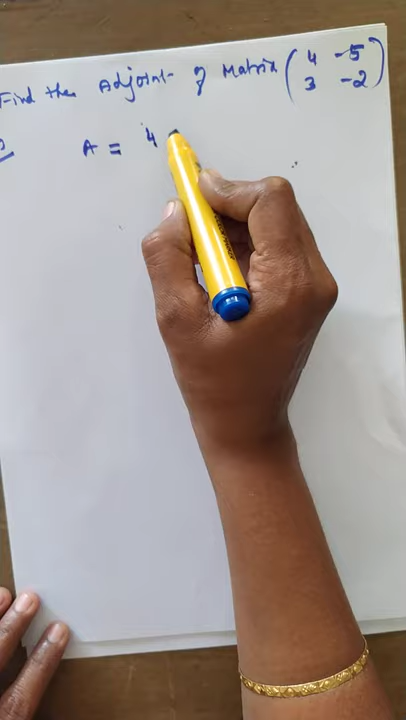 Find the Adjoint of Matrix (4 -5
3 -2)
A = 4